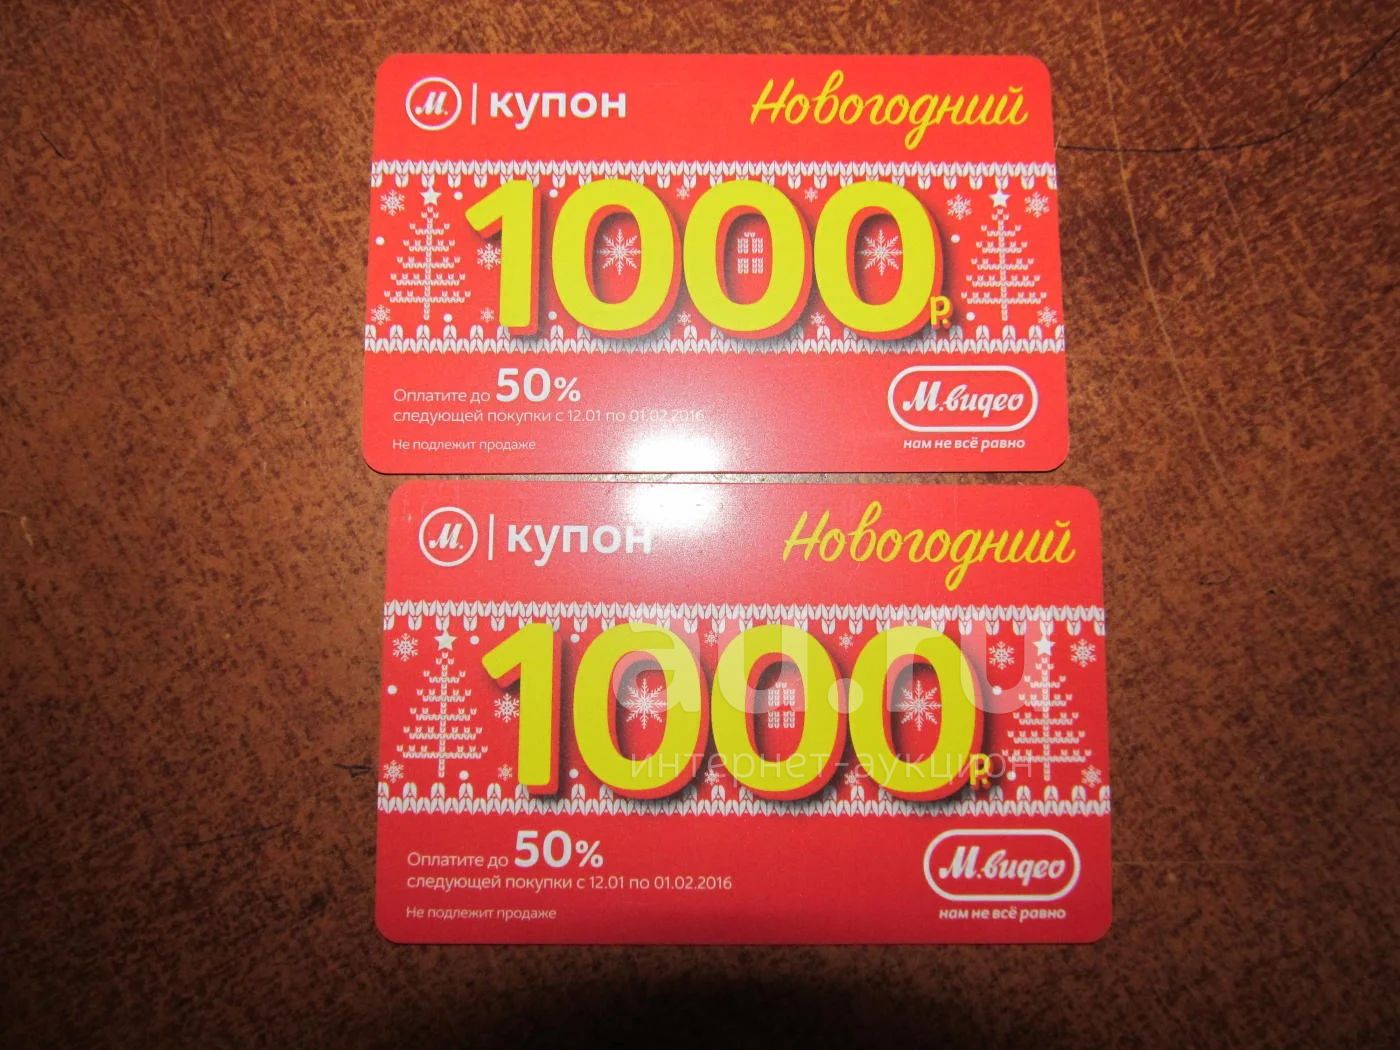 М. | купон
Новогодний
1000р.
Оплатите до 50%
следующей покупки с 12.01 по 01.02.2016
Не подлежит продаже
М.видео
нам не всё равно
М. | купон
Новогодний
1000р.
au.ru
интернет-аукцион
Оплатите до 50%
следующей покупки с 12.01 по 01.02.2016
Не подлежит продаже
М.видео
нам не всё равно